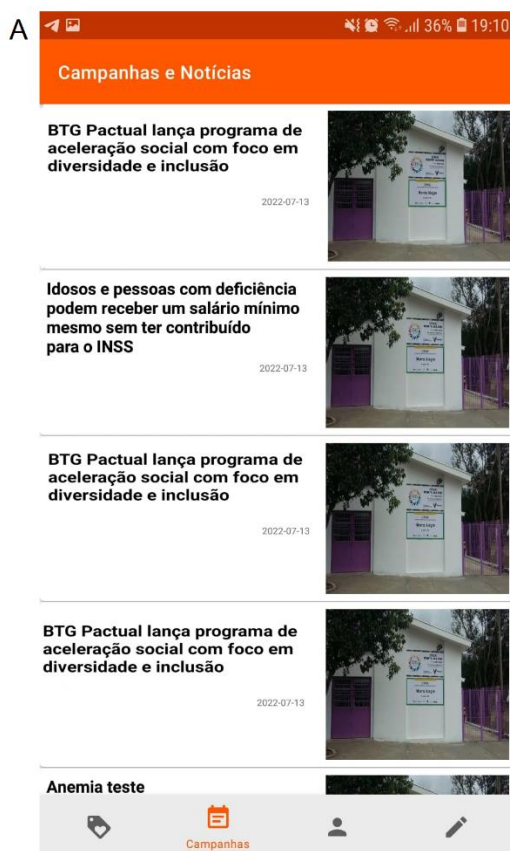 A
36% 19:10
Campanhas e Notícias
BTG Pactual lança programa de
aceleração social com foco em
diversidade e inclusão
2022-07-13
Idosos e pessoas com deficiência
podem receber um salário mínimo
mesmo sem ter contribuído
para o INSS
2022-07-13
BTG Pactual lança programa de
aceleração social com foco em
diversidade e inclusão
2022-07-13
BTG Pactual lança programa de
aceleração social com foco em
diversidade e inclusão
2022-07-13
Anemia teste
Campanhas